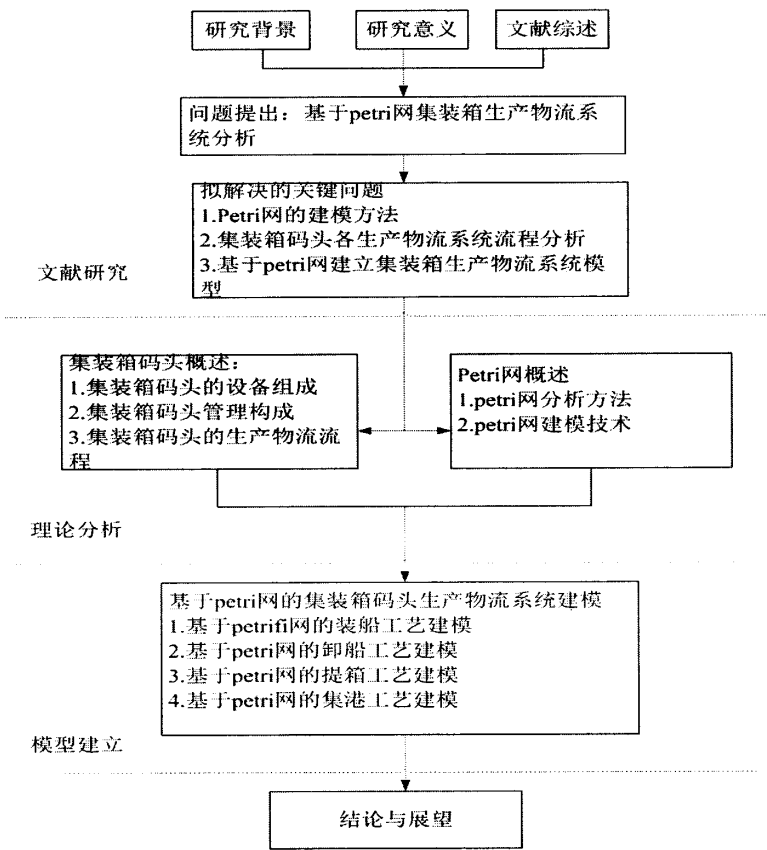 研究背景
研究意义
文献综述
问题提出：基于petri网集装箱生产物流系
统分析
拟解决的关键问题
1.Petri网的建模方法
2.集装箱码头各生产物流系统流程分析
3.基于petri网建立集装箱生产物流系统模
型
文献研究
集装箱码头概述：
1.集装箱码头的设备组成
2.集装箱码头管理构成
3.集装箱码头的生产物流流
程
Petri网概述
1.petri网分析方法
2.petri网建模技术
理论分析
基于petri网的集装箱码头生产物流系统建模
1.基于petrifi网的装船工艺建模
2.基于petri网的卸船工艺建模
3.基于petri网的提箱工艺建模
4.基于petri网的集港工艺建模
模型建立
结论与展望